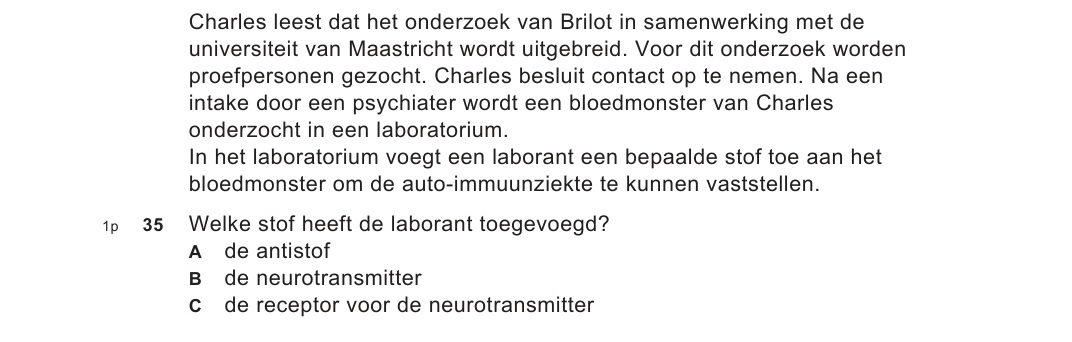 Charles leest dat het onderzoek van Brilot in samenwerking met de
universiteit van Maastricht wordt uitgebreid. Voor dit onderzoek worden
proefpersonen gezocht. Charles besluit contact op te nemen. Na een
intake door een psychiater wordt een bloedmonster van Charles
onderzocht in een laboratorium.
In het laboratorium voegt een laborant een bepaalde stof toe aan het
bloedmonster om de auto-immuunziekte te kunnen vaststellen.
1p 35 Welke stof heeft de laborant toegevoegd?
A de antistof
B de neurotransmitter
C de receptor voor de neurotransmitter